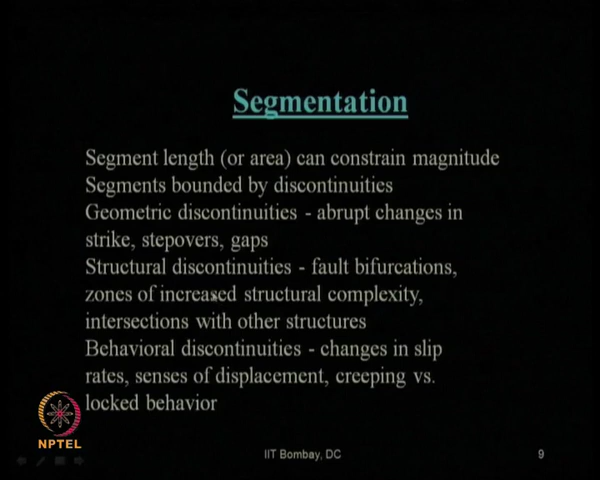 Segmentation
Segment length (or area) can constrain magnitude
Segments bounded by discontinuities
Geometric discontinuities - abrupt changes in
strike, stepovers, gaps
Structural discontinuities - fault bifurcations,
zones of increased structural complexity,
intersections with other structures
Behavioral discontinuities - changes in slip
rates, senses of displacement, creeping vs.
locked behavior
NPTEL
IIT Bombay, DC
9